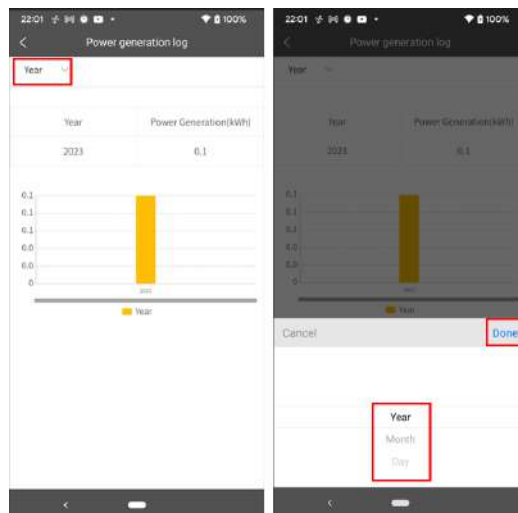 22:01
100%
Power generation log
Year
Year Power Generation(kWh)
2023 0.1
0.1
0.1
0.1
0.0
0.0
0
2023
Year
22:01
100%
Power generation log
Year
Year Power Generation(kWh)
2023 0.1
0.1
0.1
0.1
0.0
0.0
0
2023
Year
Cancel Done
Year
Month
Day